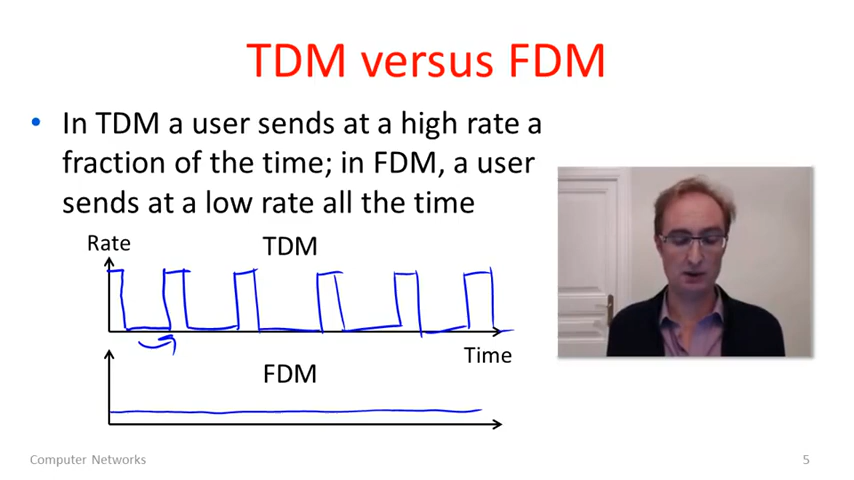 TDM versus FDM
• In TDM a user sends at a high rate a
fraction of the time; in FDM, a user
sends at a low rate all the time
Rate
TDM
Time
FDM
Computer Networks
5